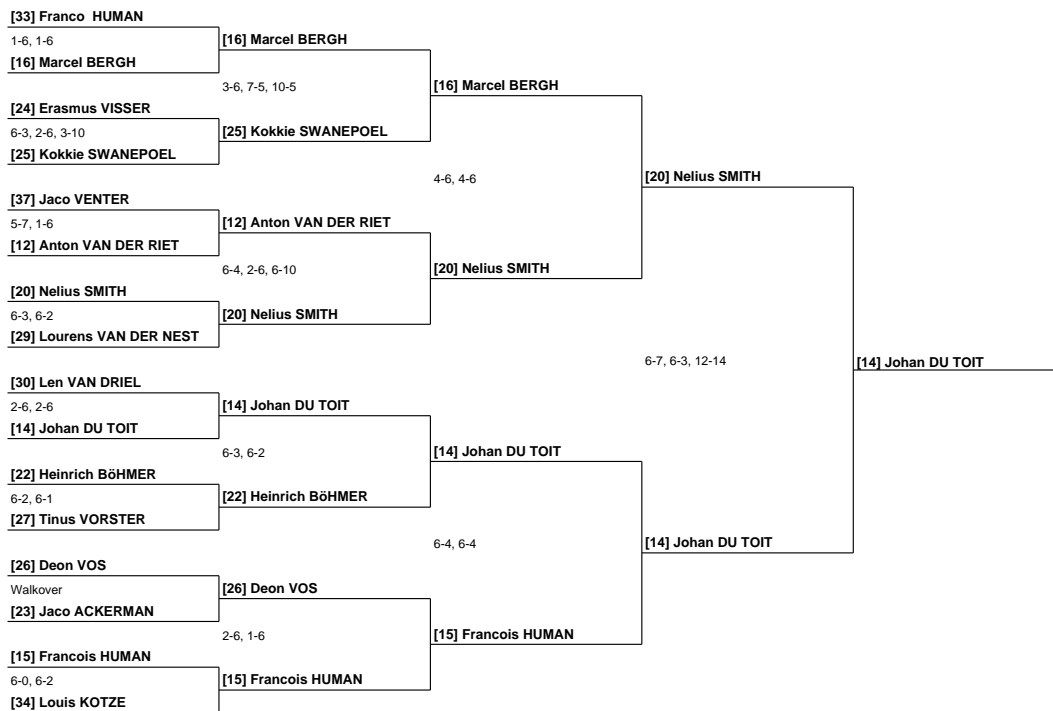 [33] Franco  HUMAN
1-6, 1-6
[16] Marcel BERGH
[24] Erasmus VISSER
6-3, 2-6, 3-10
[25] Kokkie SWANEPOEL
[37] Jaco VENTER
5-7, 1-6
[12] Anton VAN DER RIET
[20] Nelius SMITH
6-3, 6-2
[29] Lourens VAN DER NEST
[30] Len VAN DRIEL
2-6, 2-6
[14] Johan DU TOIT
[22] Heinrich BöHMER
6-2, 6-1
[27] Tinus VORSTER
[26] Deon VOS
Walkover
[23] Jaco ACKERMAN
[15] Francois HUMAN
6-0, 6-2
[34] Louis KOTZE
[16] Marcel BERGH
3-6, 7-5, 10-5
[25] Kokkie SWANEPOEL
[12] Anton VAN DER RIET
6-4, 2-6, 6-10
[20] Nelius SMITH
[14] Johan DU TOIT
6-3, 6-2
[22] Heinrich BöHMER
[26] Deon VOS
2-6, 1-6
[15] Francois HUMAN
[16] Marcel BERGH
4-6, 4-6
[20] Nelius SMITH
[14] Johan DU TOIT
6-4, 6-4
[15] Francois HUMAN
[20] Nelius SMITH
6-7, 6-3, 12-14
[14] Johan DU TOIT
[14] Johan DU TOIT